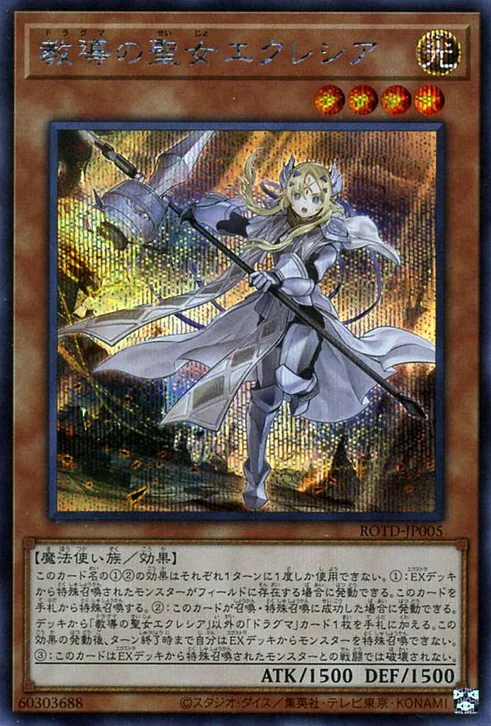 教導の聖女エクレシア
ドラグマ せいじょ
光
ROTD-JP005
【魔法使い族／効果】
このカード名の①②の効果はそれぞれ１ターンに１度しか使用できない。①：EXデッキ
から特殊召喚されたモンスターがフィールドに存在する場合に発動できる。このカードを
手札から特殊召喚する。②：このカードが召喚・特殊召喚に成功した場合に発動できる。
デッキから「教導の聖女エクレシア」以外の「ドラグマ」カード１枚を手札に加える。この
効果の発動後、ターン終了時まで自分はEXデッキからモンスターを特殊召喚できない。
③：このカードはEXデッキから特殊召喚されたモンスターとの戦闘では破壊されない。
ATK/1500 DEF/1500
60303688
©スタジオ・ダイス／集英社・テレビ東京・KONAMI